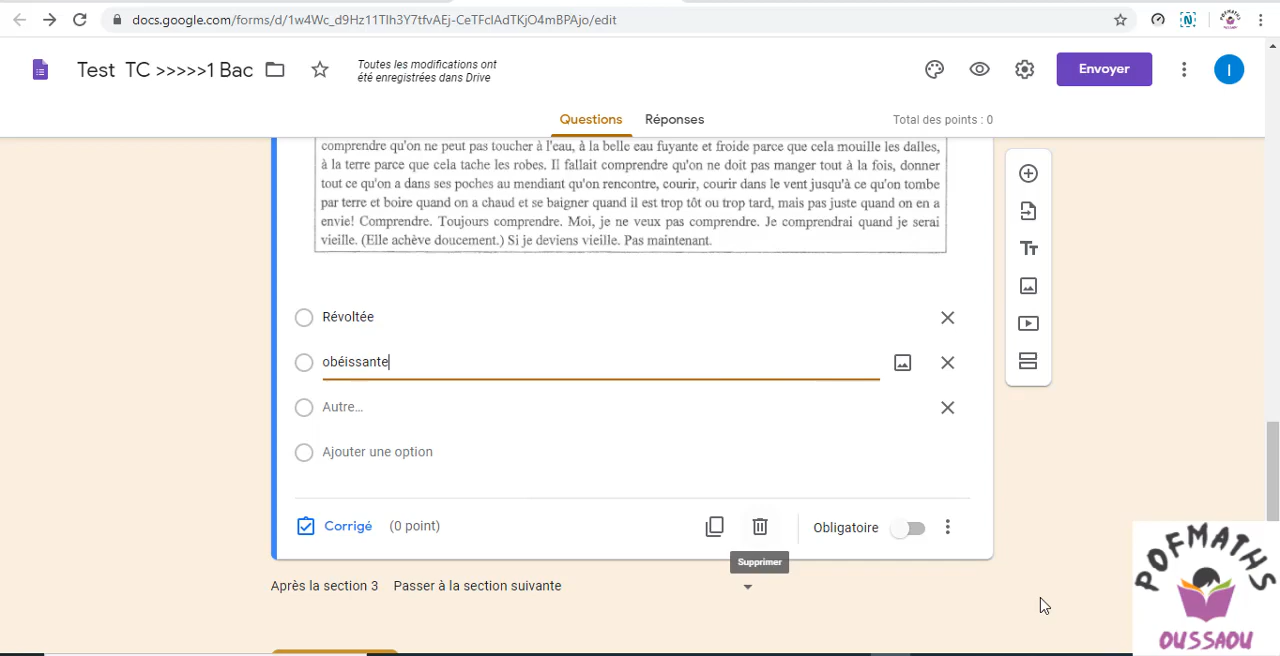 docs.google.com/forms/d/1w4Wc_d9Hz11Tlh3Y7tfvAEj-CeTFclAdTKjO4mBPAjo/edit
Test TC >>>>>1 Bac
Toutes les modifications ont
été enregistrées dans Drive
Envoyer
I
Questions
Réponses
Total des points : 0
comprendre qu'on ne peut pas toucher à l'eau, à la belle eau fuyante et froide parce que cela mouille les dalles,
à la terre parce que cela tache les robes. Il fallait comprendre qu'on ne doit pas manger tout à la fois, donner
tout ce qu'on a dans ses poches au mendiant qu'on rencontre, courir, courir dans le vent jusqu'à ce qu'on tombe
par terre et boire quand on a chaud et se baigner quand il est trop tôt ou trop tard, mais pas juste quand on en a
envie! Comprendre. Toujours comprendre. Moi, je ne veux pas comprendre. Je comprendrai quand je serai
vieille. (Elle achève doucement.) Si je deviens vieille. Pas maintenant.
Révoltée
obéissante
Autre...
Ajouter une option
Corrigé
(0 point)
Obligatoire
Supprimer
Après la section 3
Passer à la section suivante
Tт
N
POFMATHS
OUSSAOU